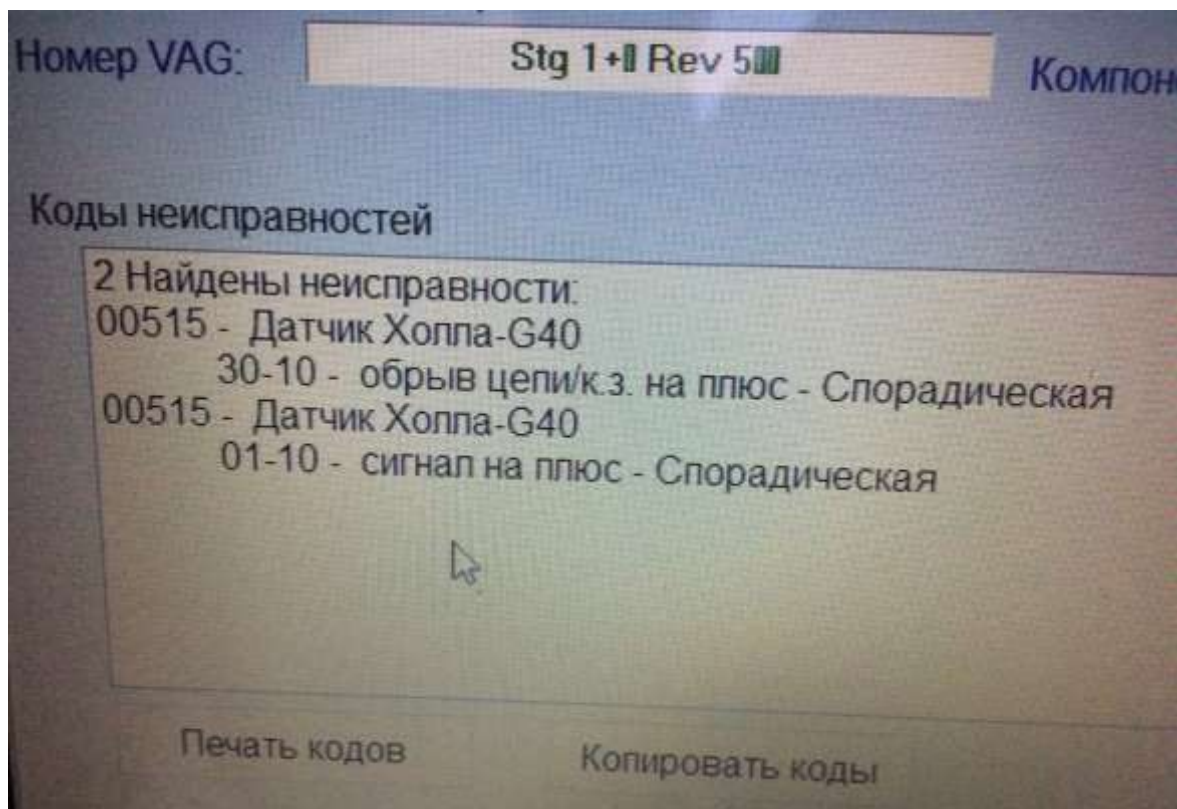 Номер VAG:
Stg 1+ Rev 5
Компон
Коды неисправностей
2 Найдены неисправности:
00515 - Датчик Холла-G40
30-10 - обрыв цепи/к.з. на плюс - Спорадическая
00515 - Датчик Холла-G40
01-10 - сигнал на плюс - Спорадическая
Печать кодов
Копировать коды